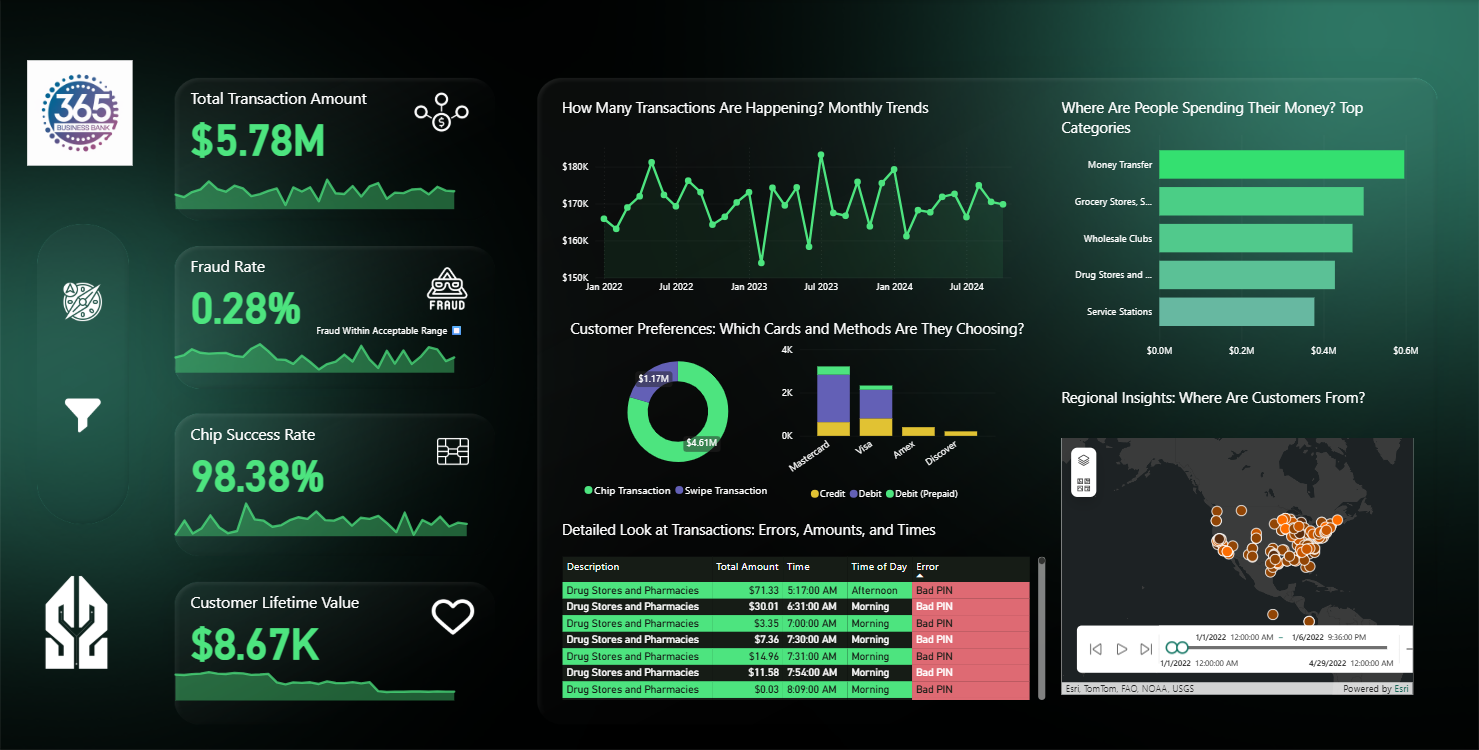 365
BUSINESS BANK
Total Transaction Amount
$5.78M
Fraud Rate
0.28%
FRAUD
Fraud Within Acceptable Range
Chip Success Rate
98.38%
Customer Lifetime Value
$8.67K
How Many Transactions Are Happening? Monthly Trends
$180K
$170K
$160K
$150K
Jan 2022 Jul 2022 Jan 2023 Jul 2023 Jan 2024 Jul 2024
Customer Preferences: Which Cards and Methods Are They Choosing?
$1.17M
$4.61M
Chip Transaction Swipe Transaction
4K
2K
0K
Mastercard Visa Amex Discover
Credit Debit Debit (Prepaid)
Detailed Look at Transactions: Errors, Amounts, and Times
Description Total Amount Time Time of Day Error
Drug Stores and Pharmacies $71.33 5:17:00 AM Afternoon Bad PIN
Drug Stores and Pharmacies $30.01 6:31:00 AM Morning Bad PIN
Drug Stores and Pharmacies $3.35 7:00:00 AM Morning Bad PIN
Drug Stores and Pharmacies $7.36 7:30:00 AM Morning Bad PIN
Drug Stores and Pharmacies $14.96 7:31:00 AM Morning Bad PIN
Drug Stores and Pharmacies $11.58 7:54:00 AM Morning Bad PIN
Drug Stores and Pharmacies $0.03 8:09:00 AM Morning Bad PIN
Where Are People Spending Their Money? Top
Categories
Money Transfer
Grocery Stores, S...
Wholesale Clubs
Drug Stores and ...
Service Stations
$0.0M $0.2M $0.4M $0.6M
Regional Insights: Where Are Customers From?
1/1/2022 12:00:00 AM – 1/6/2022 9:36:00 PM
1/1/2022 12:00:00 AM 4/29/2022 12:00:00 AM
Esri, TomTom, FAO, NOAA, USGS Powered by Esri